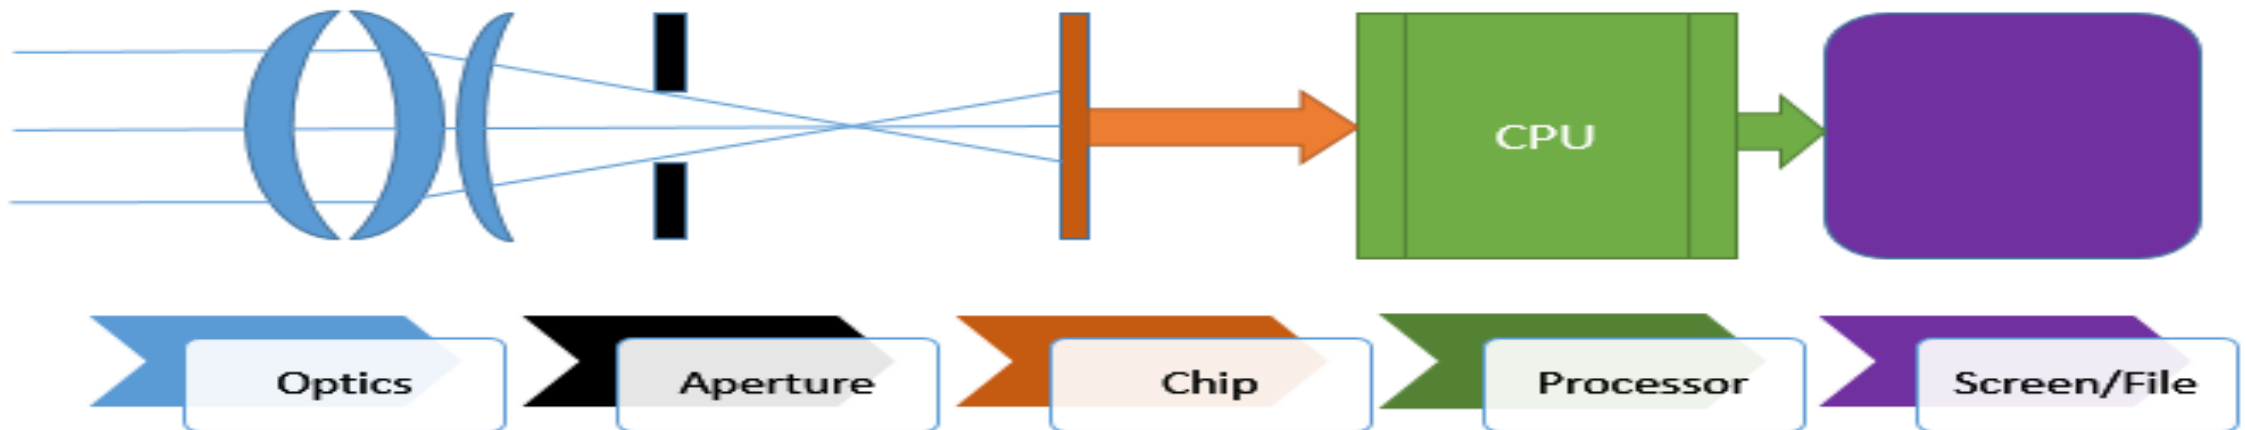 CPU
Optics
Aperture
Chip
Processor
Screen/File